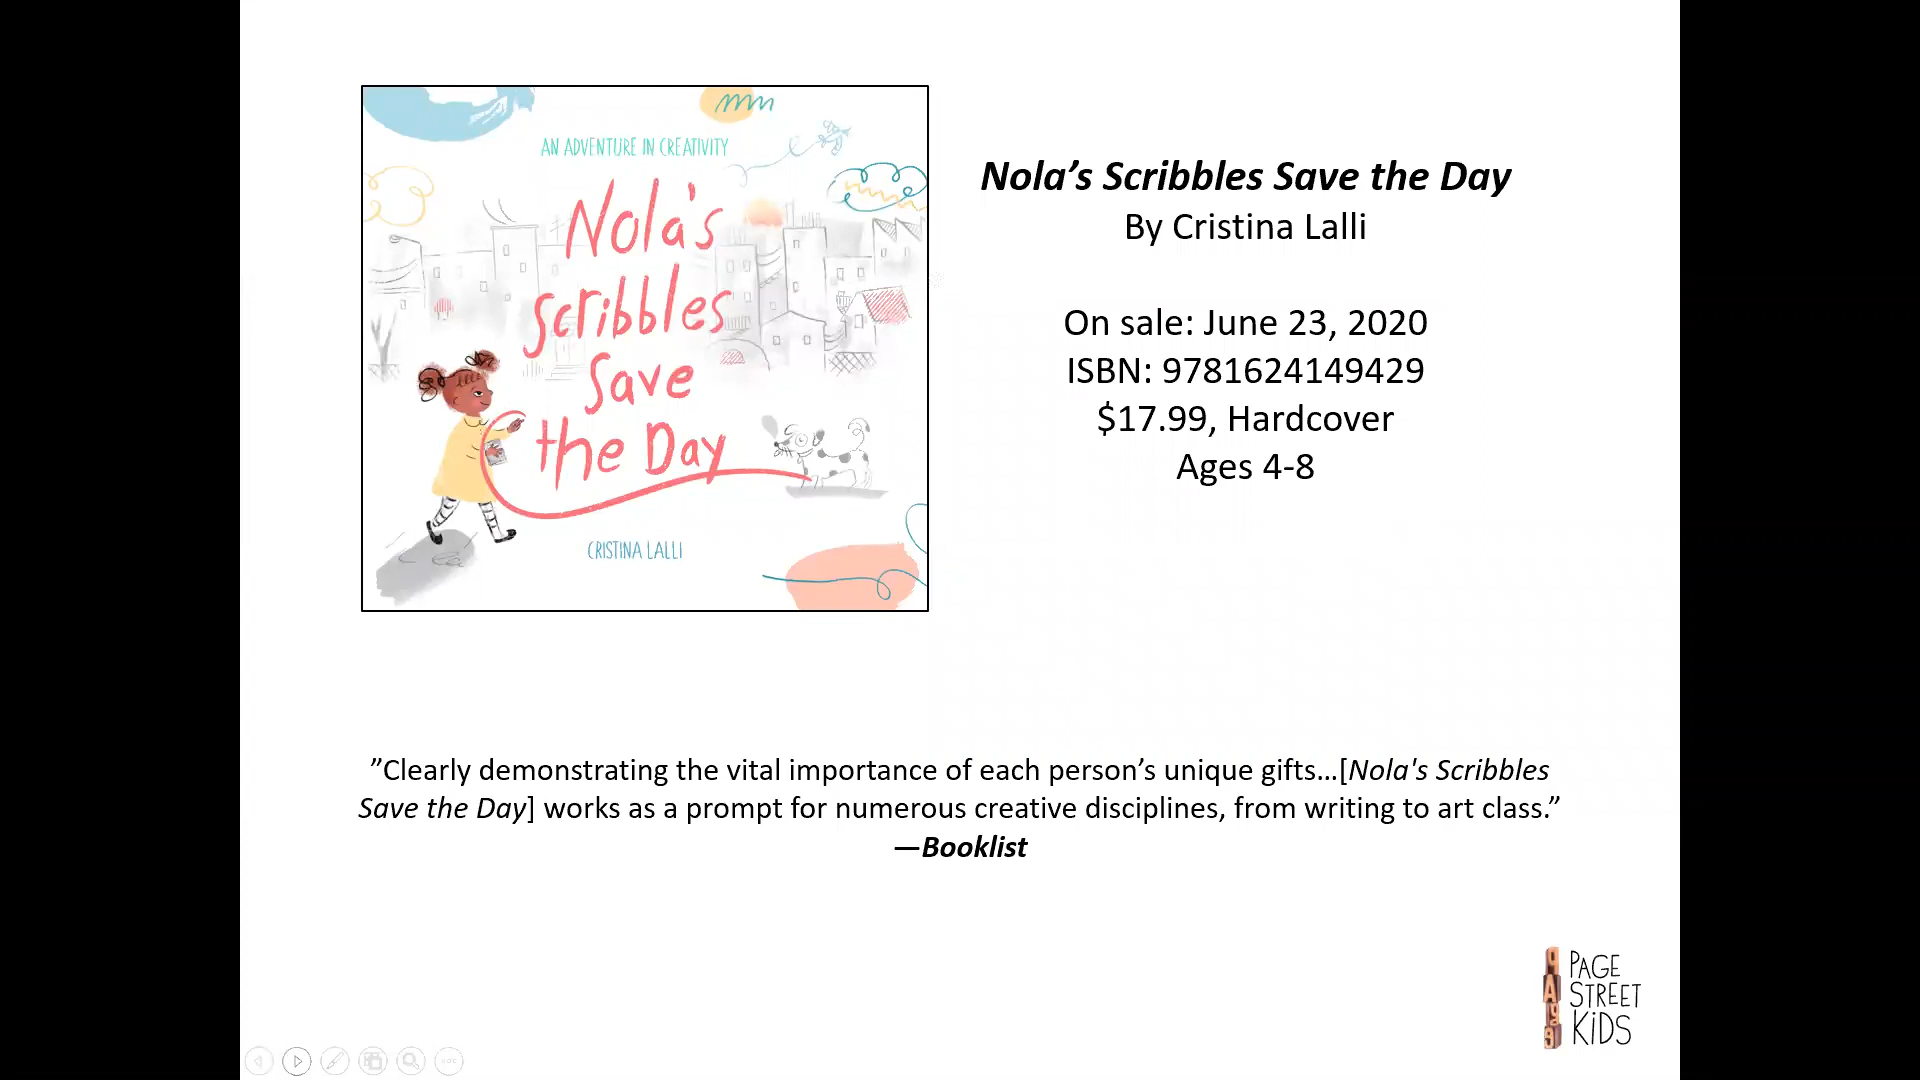 AN ADVENTURE IN CREATIVITY
Nola's
Scribbles
Save
the Day
CRISTINA LALLI
Nola’s Scribbles Save the Day
By Cristina Lalli
On sale: June 23, 2020
ISBN: 9781624149429
$17.99, Hardcover
Ages 4-8
”Clearly demonstrating the vital importance of each person’s unique gifts…[Nola's Scribbles
Save the Day] works as a prompt for numerous creative disciplines, from writing to art class.”
—Booklist
PAGE
PAGE
STREET
KiDS